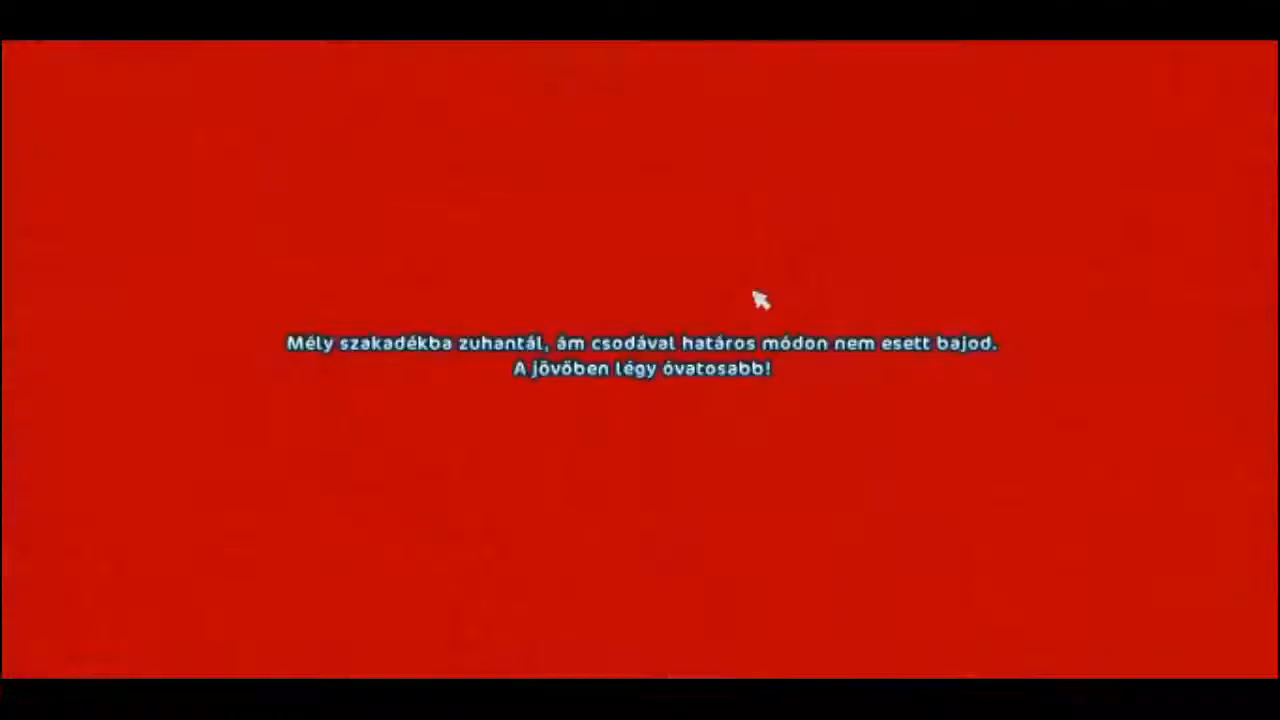 Mély szakadékba zuhantál, ám csodával határos módon nem esett bajod.
A jövőben légy óvatosabb!